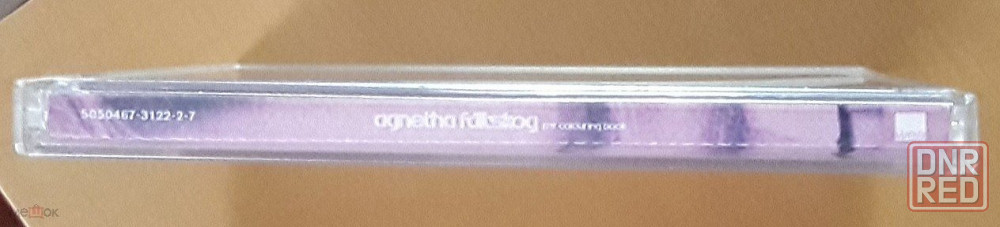 5050467-3122-2-7 agnetha fältskog my colouring book
DNR
RED